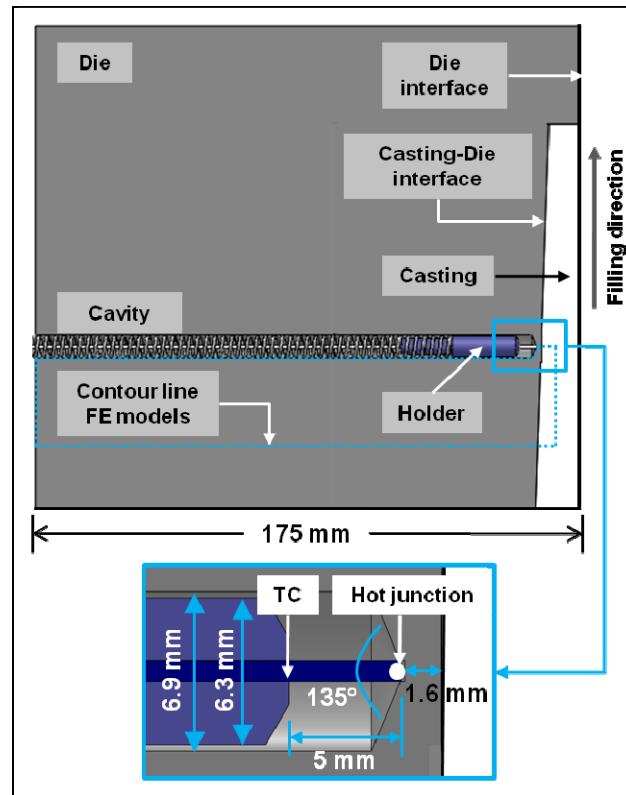 Die
Die
interface
Casting-Die
interface
Filling direction
Casting
Cavity
Contour line
FE models
Holder
175 mm
TC
Hot junction
6.9 mm
6.3 mm
135º
1.6 mm
5 mm